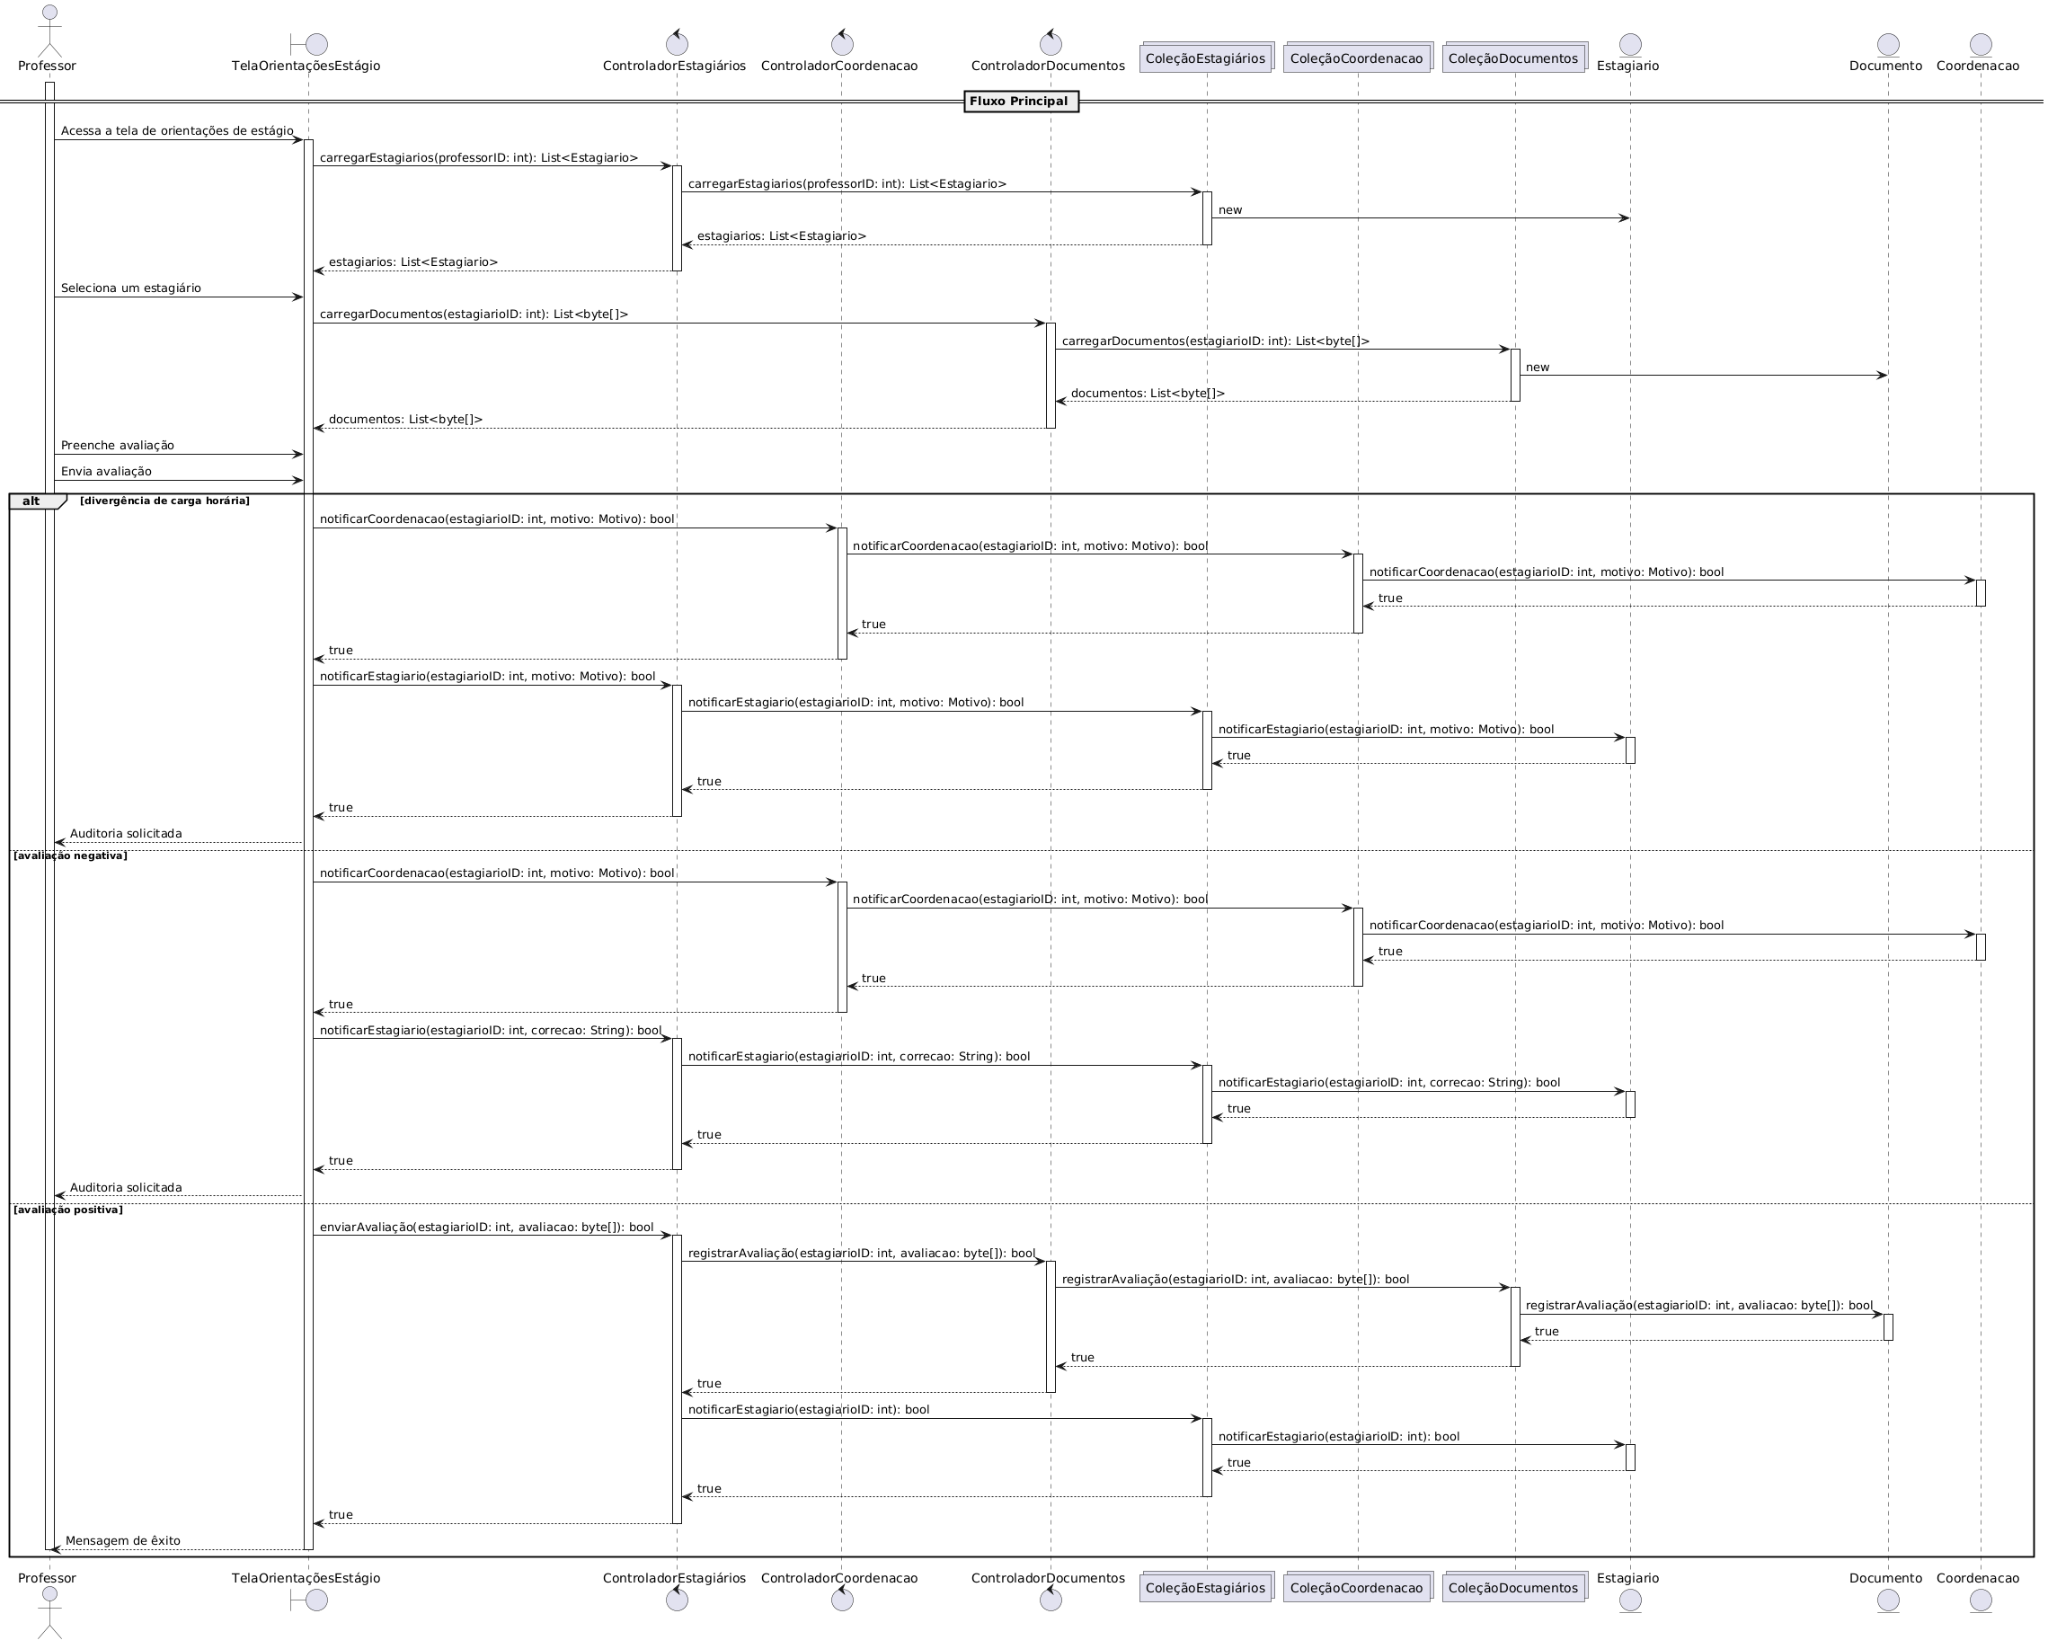 Professor
TelaOrientaçõesEstágio
ControladorEstagiários
ControladorCoordenacao
ControladorDocumentos
ColeçãoEstagiários
ColeçãoCoordenacao
ColeçãoDocumentos
Estagiario
Documento
Coordenacao
Fluxo Principal
Acessa a tela de orientações de estágio
carregarEstagiarios(professorID: int): List<Estagiario>
carregarEstagiarios(professorID: int): List<Estagiario>
new
estagiarios: List<Estagiario>
estagiarios: List<Estagiario>
Seleciona um estagiário
carregarDocumentos(estagiarioID: int): List<byte[]>
carregarDocumentos(estagiarioID: int): List<byte[]>
new
documentos: List<byte[]>
documentos: List<byte[]>
Preenche avaliação
Envia avaliação
alt [divergência de carga horária]
notificarCoordenacao(estagiarioID: int, motivo: Motivo): bool
notificarCoordenacao(estagiarioID: int, motivo: Motivo): bool
notificarCoordenacao(estagiarioID: int, motivo: Motivo): bool
true
true
true
notificarEstagiario(estagiarioID: int, motivo: Motivo): bool
notificarEstagiario(estagiarioID: int, motivo: Motivo): bool
notificarEstagiario(estagiarioID: int, motivo: Motivo): bool
true
true
true
Auditoria solicitada
[avaliação negativa]
notificarCoordenacao(estagiarioID: int, motivo: Motivo): bool
notificarCoordenacao(estagiarioID: int, motivo: Motivo): bool
notificarCoordenacao(estagiarioID: int, motivo: Motivo): bool
true
true
true
notificarEstagiario(estagiarioID: int, correcao: String): bool
notificarEstagiario(estagiarioID: int, correcao: String): bool
notificarEstagiario(estagiarioID: int, correcao: String): bool
true
true
true
Auditoria solicitada
[avaliação positiva]
enviarAvaliação(estagiarioID: int, avaliacao: byte[]): bool
registrarAvaliação(estagiarioID: int, avaliacao: byte[]): bool
registrarAvaliação(estagiarioID: int, avaliacao: byte[]): bool
registrarAvaliação(estagiarioID: int, avaliacao: byte[]): bool
true
true
true
notificarEstagiario(estagiarioID: int): bool
notificarEstagiario(estagiarioID: int): bool
true
true
true
Mensagem de êxito
Professor
TelaOrientaçõesEstágio
ControladorEstagiários
ControladorCoordenacao
ControladorDocumentos
ColeçãoEstagiários
ColeçãoCoordenacao
ColeçãoDocumentos
Estagiario
Documento
Coordenacao